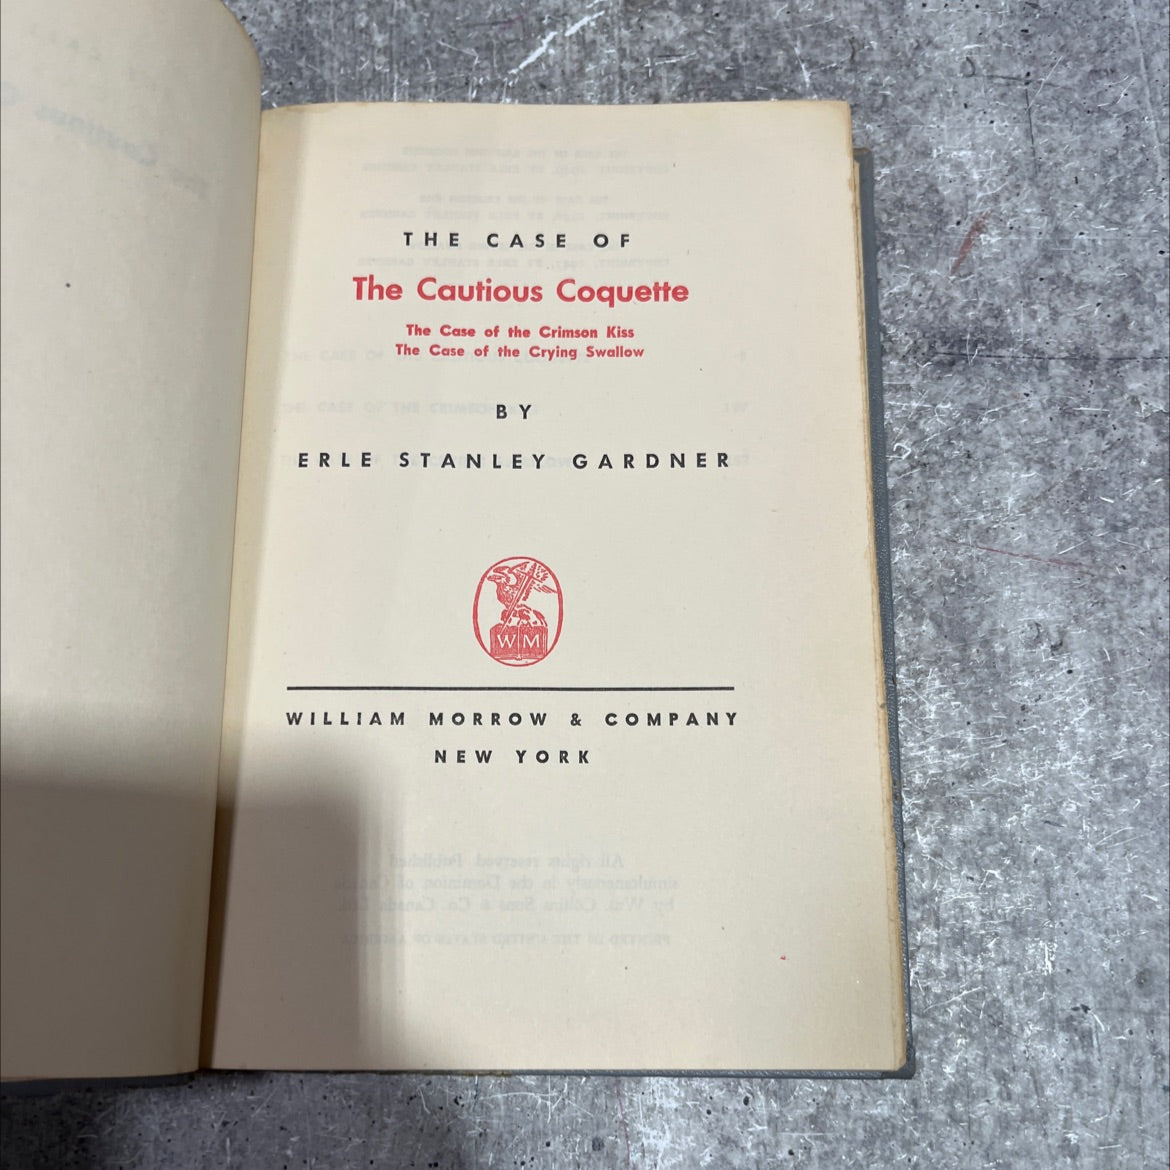 THE CASE OF
The Cautious Coquette
The Case of the Crimson Kiss
The Case of the Crying Swallow
BY
ERLE STANLEY GARDNER
WM
WILLIAM MORROW & COMPANY
NEW YORK